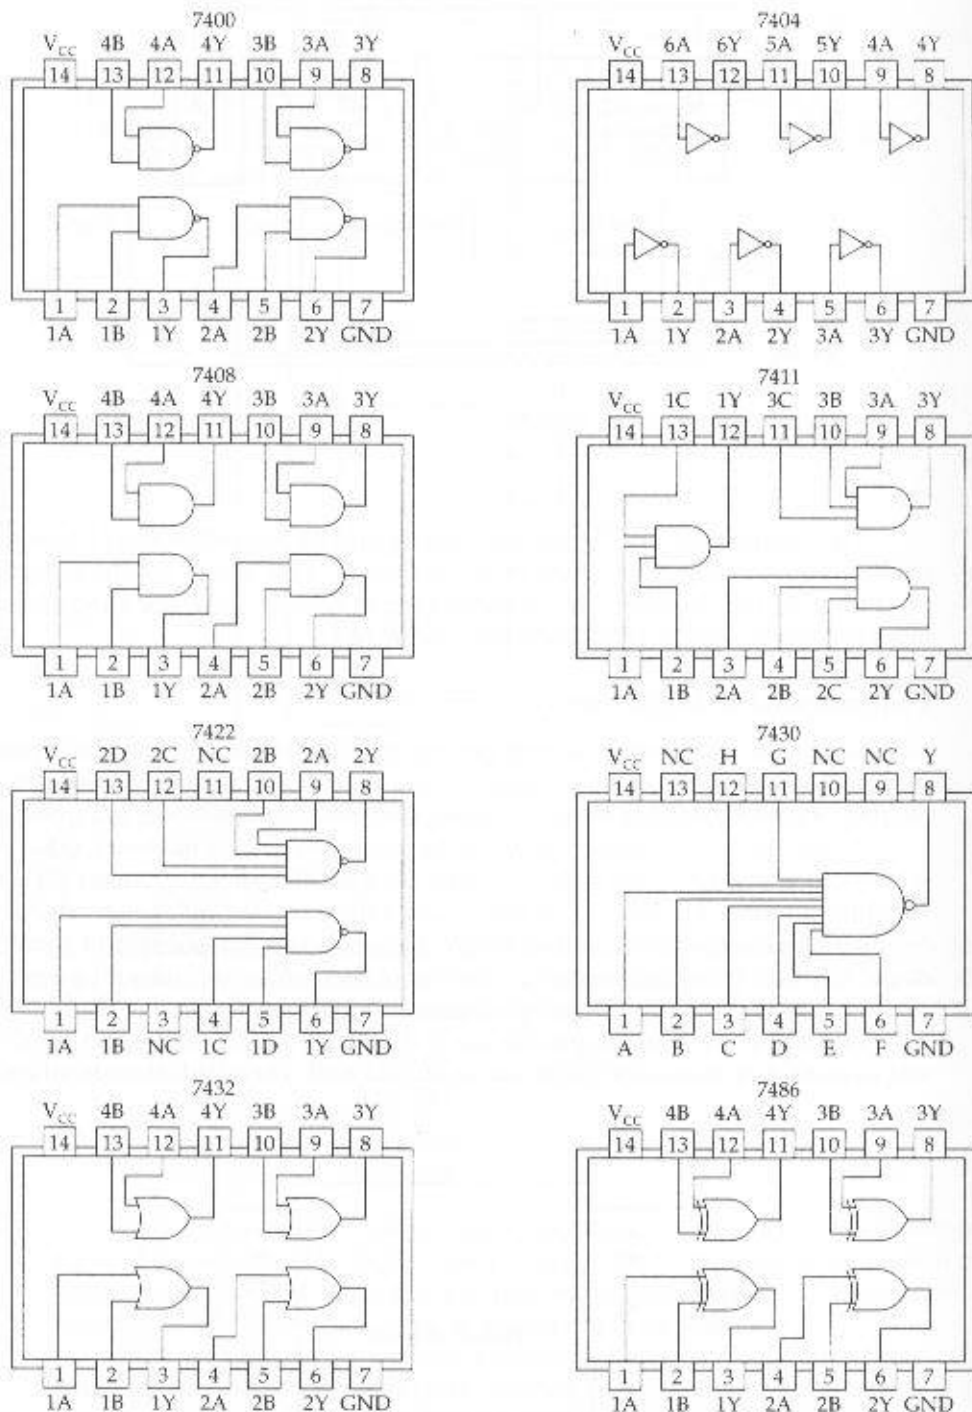 7400 7404
V_CC 4B 4A 4Y 3B 3A 3Y V_CC 6A 6Y 5A 5Y 4A 4Y
14 13 12 11 10 9 8 14 13 12 11 10 9 8
1 2 3 4 5 6 7 1 2 3 4 5 6 7
1A 1B 1Y 2A 2B 2Y GND 1A 1Y 2A 2Y 3A 3Y GND
7408 7411
V_CC 4B 4A 4Y 3B 3A 3Y V_CC 1C 1Y 3C 3B 3A 3Y
14 13 12 11 10 9 8 14 13 12 11 10 9 8
1 2 3 4 5 6 7 1 2 3 4 5 6 7
1A 1B 1Y 2A 2B 2Y GND 1A 1B 2A 2B 2C 2Y GND
7422 7430
V_CC 2D 2C NC 2B 2A 2Y V_CC NC H G NC NC Y
14 13 12 11 10 9 8 14 13 12 11 10 9 8
1 2 3 4 5 6 7 1 2 3 4 5 6 7
1A 1B NC 1C 1D 1Y GND A B C D E F GND
7432 7486
V_CC 4B 4A 4Y 3B 3A 3Y V_CC 4B 4A 4Y 3B 3A 3Y
14 13 12 11 10 9 8 14 13 12 11 10 9 8
1 2 3 4 5 6 7 1 2 3 4 5 6 7
1A 1B 1Y 2A 2B 2Y GND 1A 1B 1Y 2A 2B 2Y GND